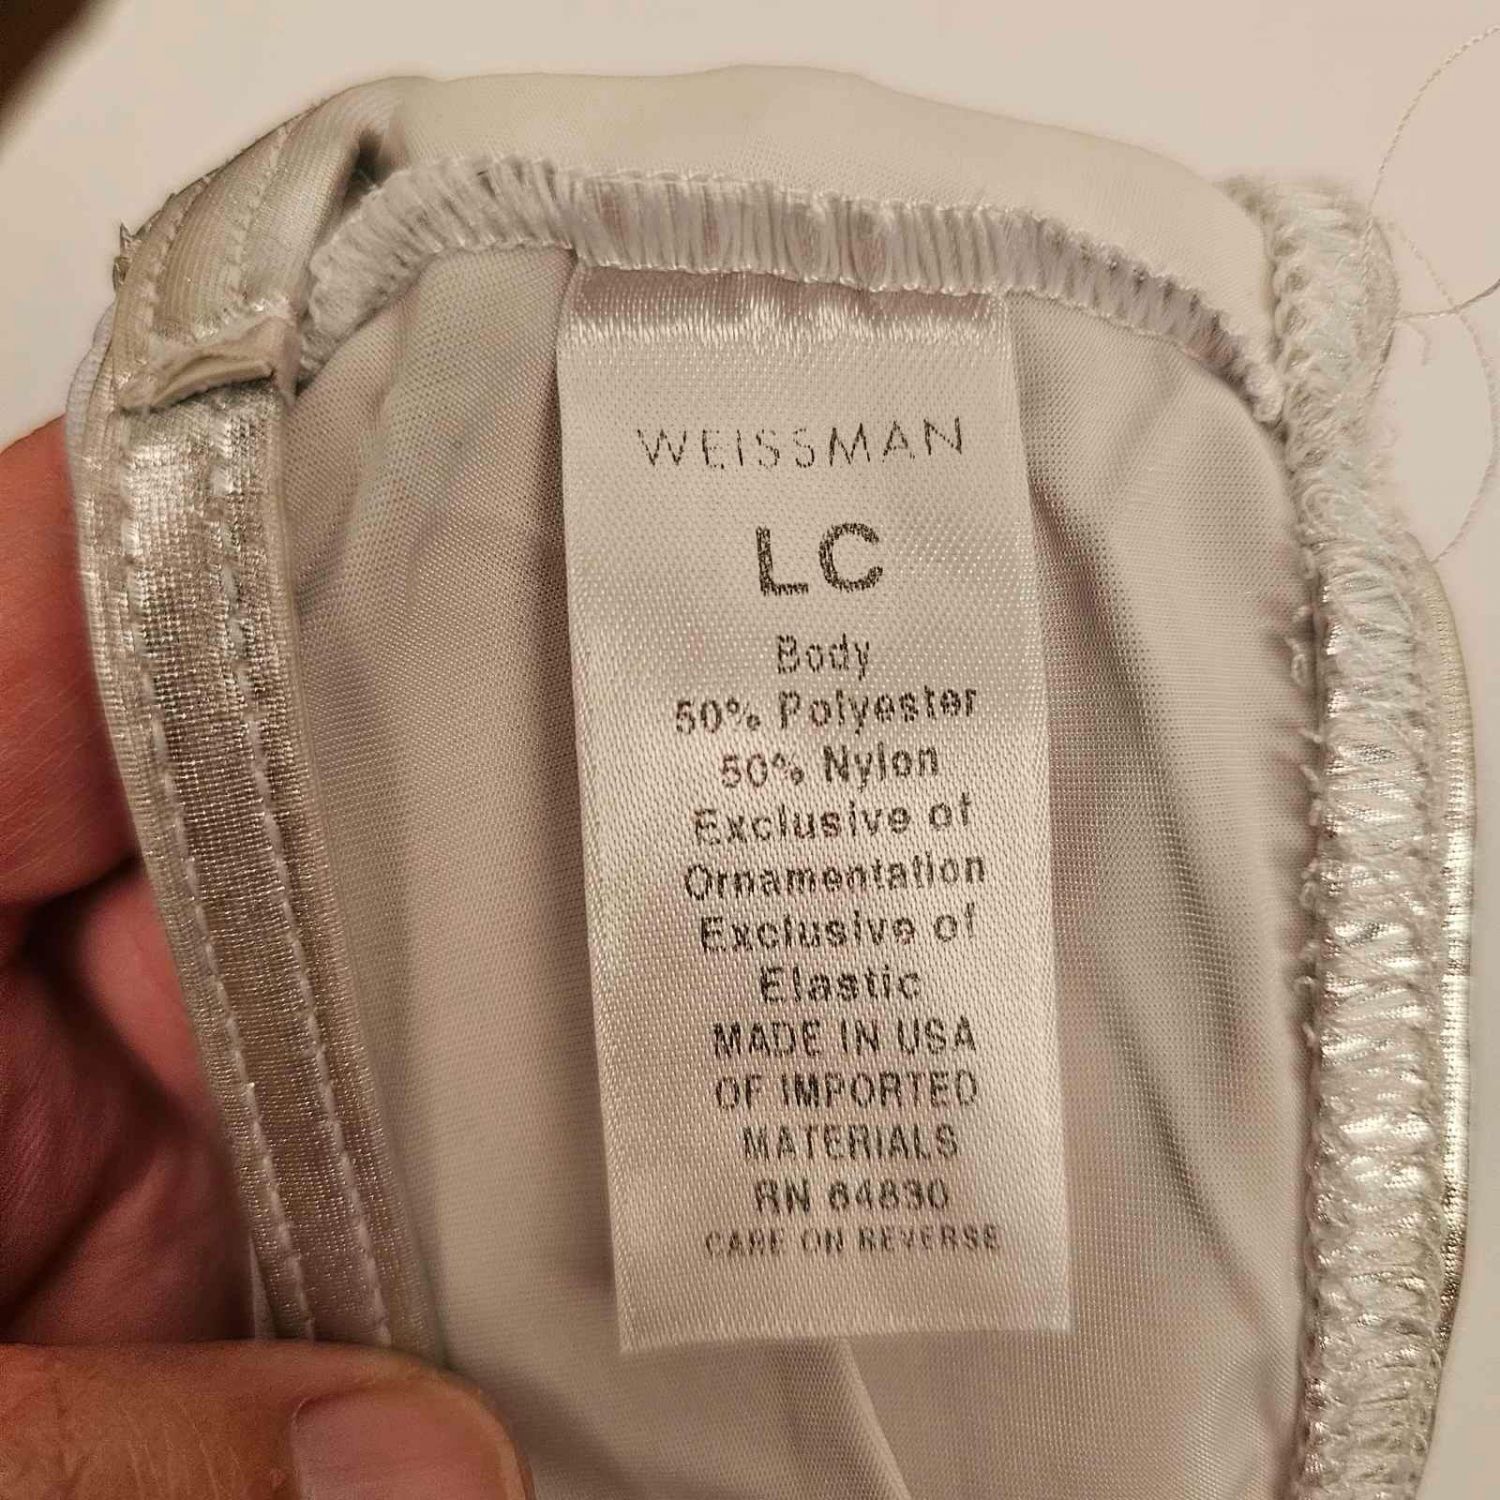 WEISSMAN
LC
Body
50% Polyester
50% Nylon
Exclusive of
Ornamentation
Exclusive of
Elastic
MADE IN USA
OF IMPORTED
MATERIALS
RN 64830
CARE ON REVERSE